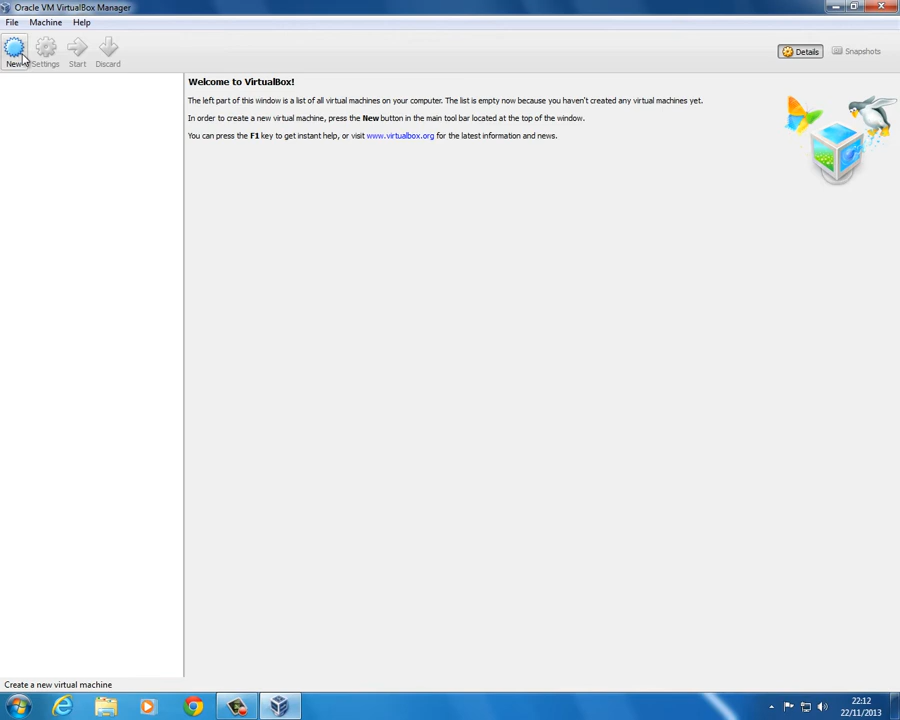 Oracle VM VirtualBox Manager
File Machine Help
New Settings Start Discard
Details Snapshots
Welcome to VirtualBox!
The left part of this window is a list of all virtual machines on your computer. The list is empty now because you haven't created any virtual machines yet.
In order to create a new virtual machine, press the New button in the main tool bar located at the top of the window.
You can press the F1 key to get instant help, or visit www.virtualbox.org for the latest information and news.
Create a new virtual machine
22:12
22/11/2013